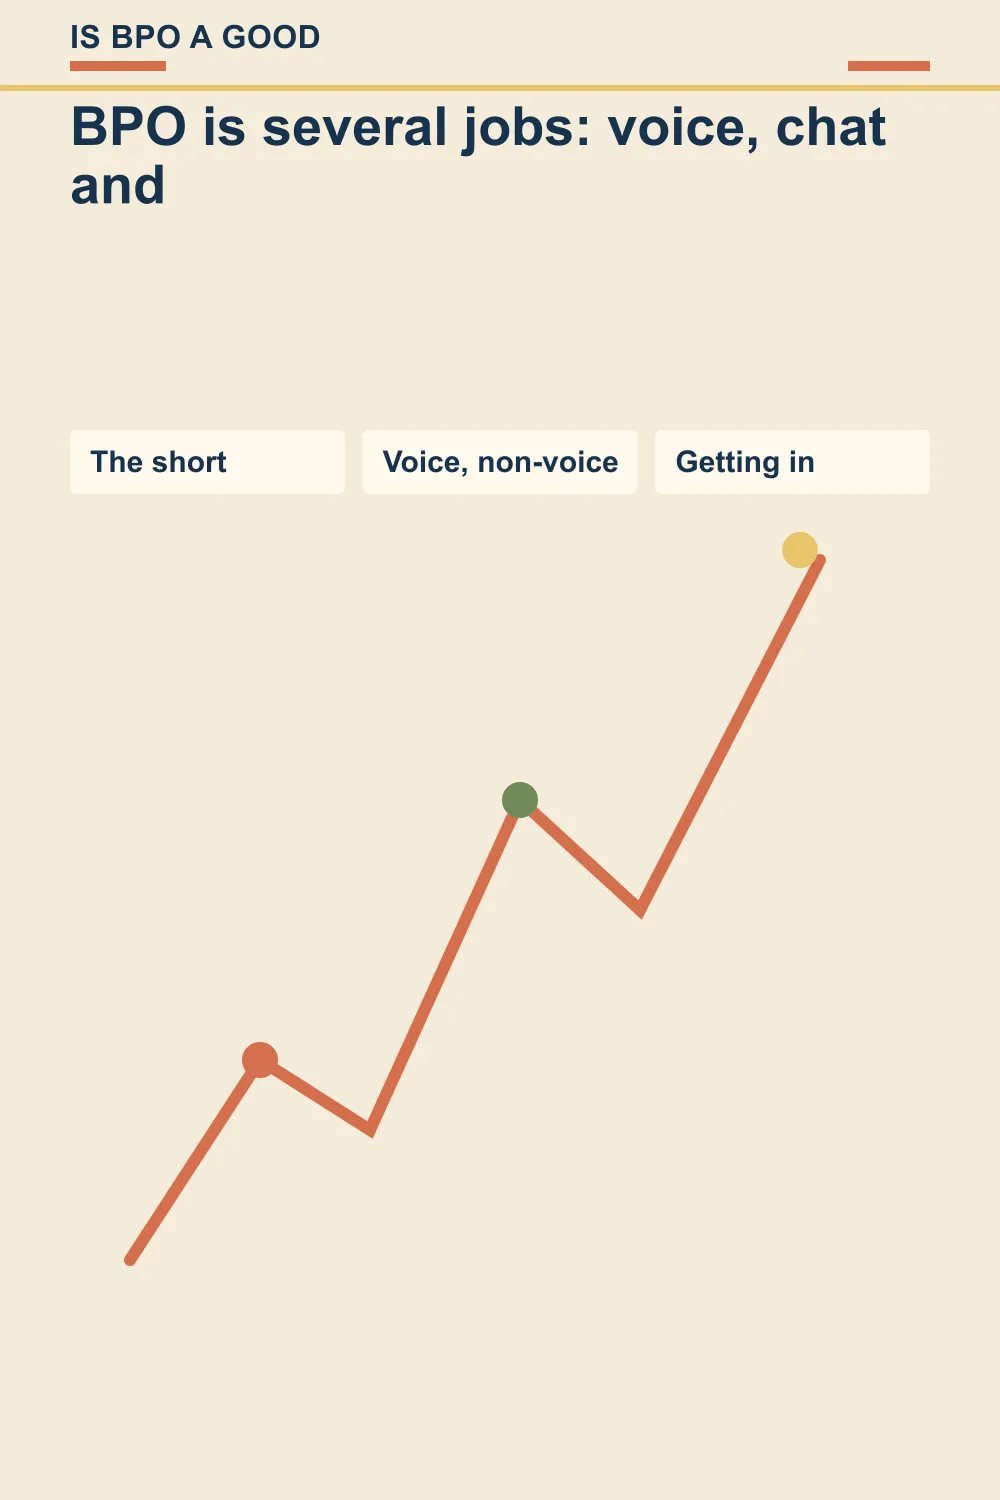 IS BPO A GOOD
BPO is several jobs: voice, chat
and
The short
Voice, non-voice
Getting in